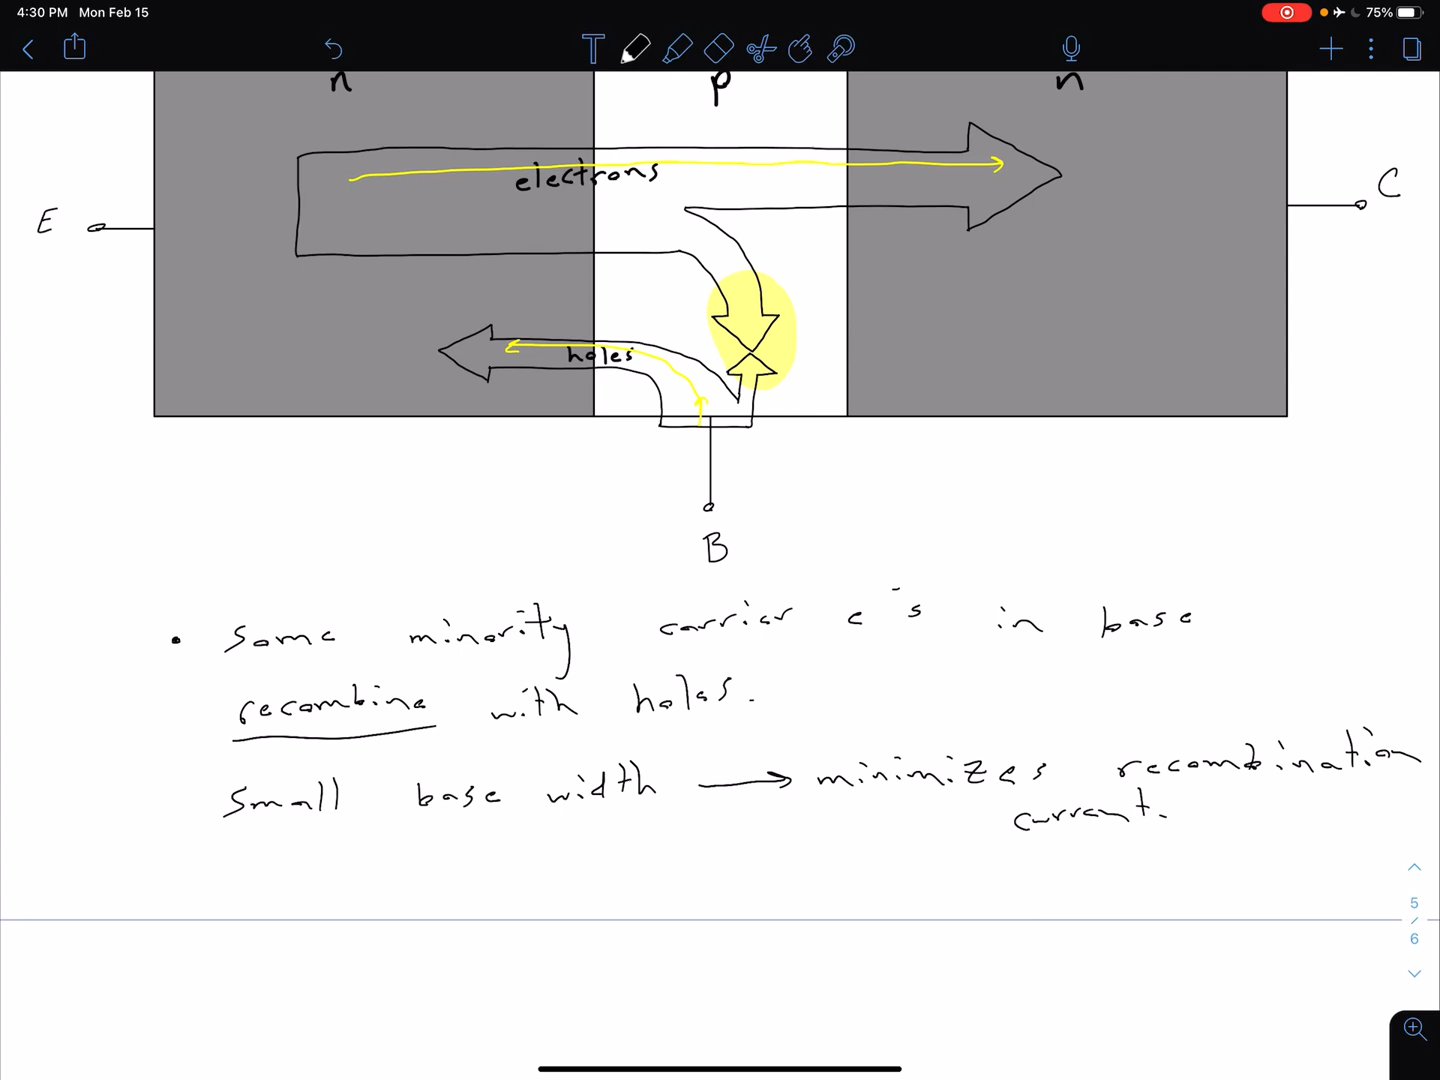 4:30 PM Mon Feb 15
75%
T
n p n
electrons
E
C
holes
B
• Some minority carrier e⁻'s in base
recombine with holes.
Small base width → minimizes recombination
current.
5
/
6